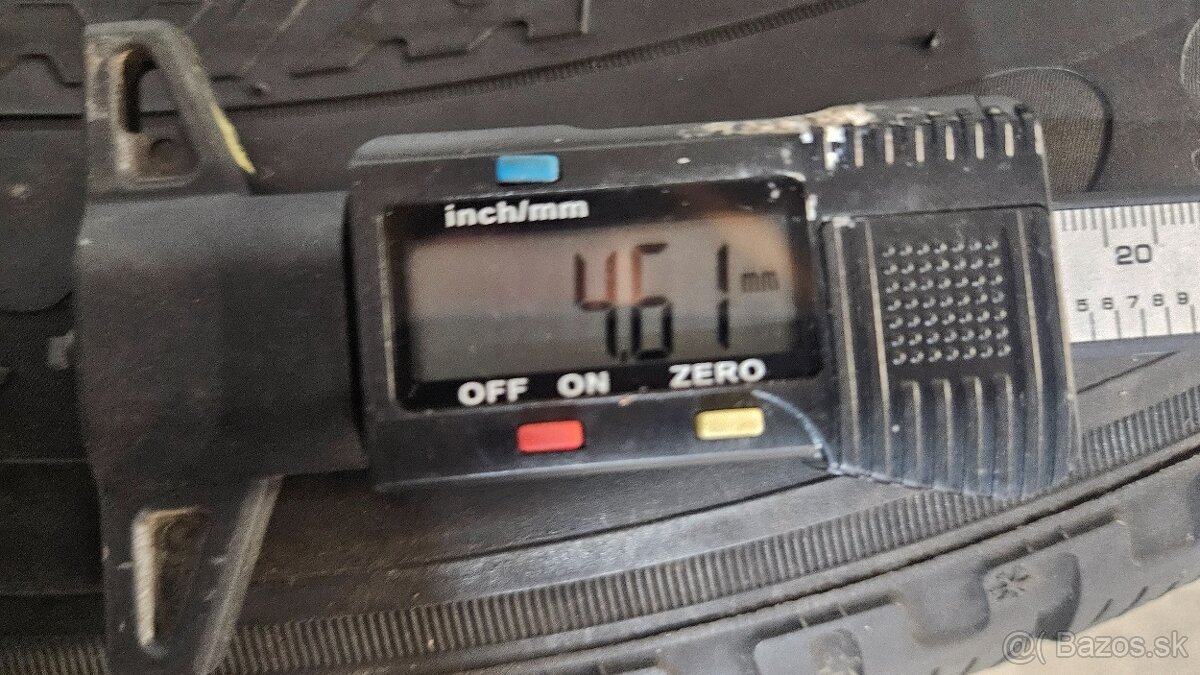 inch/mm
4.61 mm
OFF ON ZERO
20
5 6 7 8 9
@( Bazos.sk